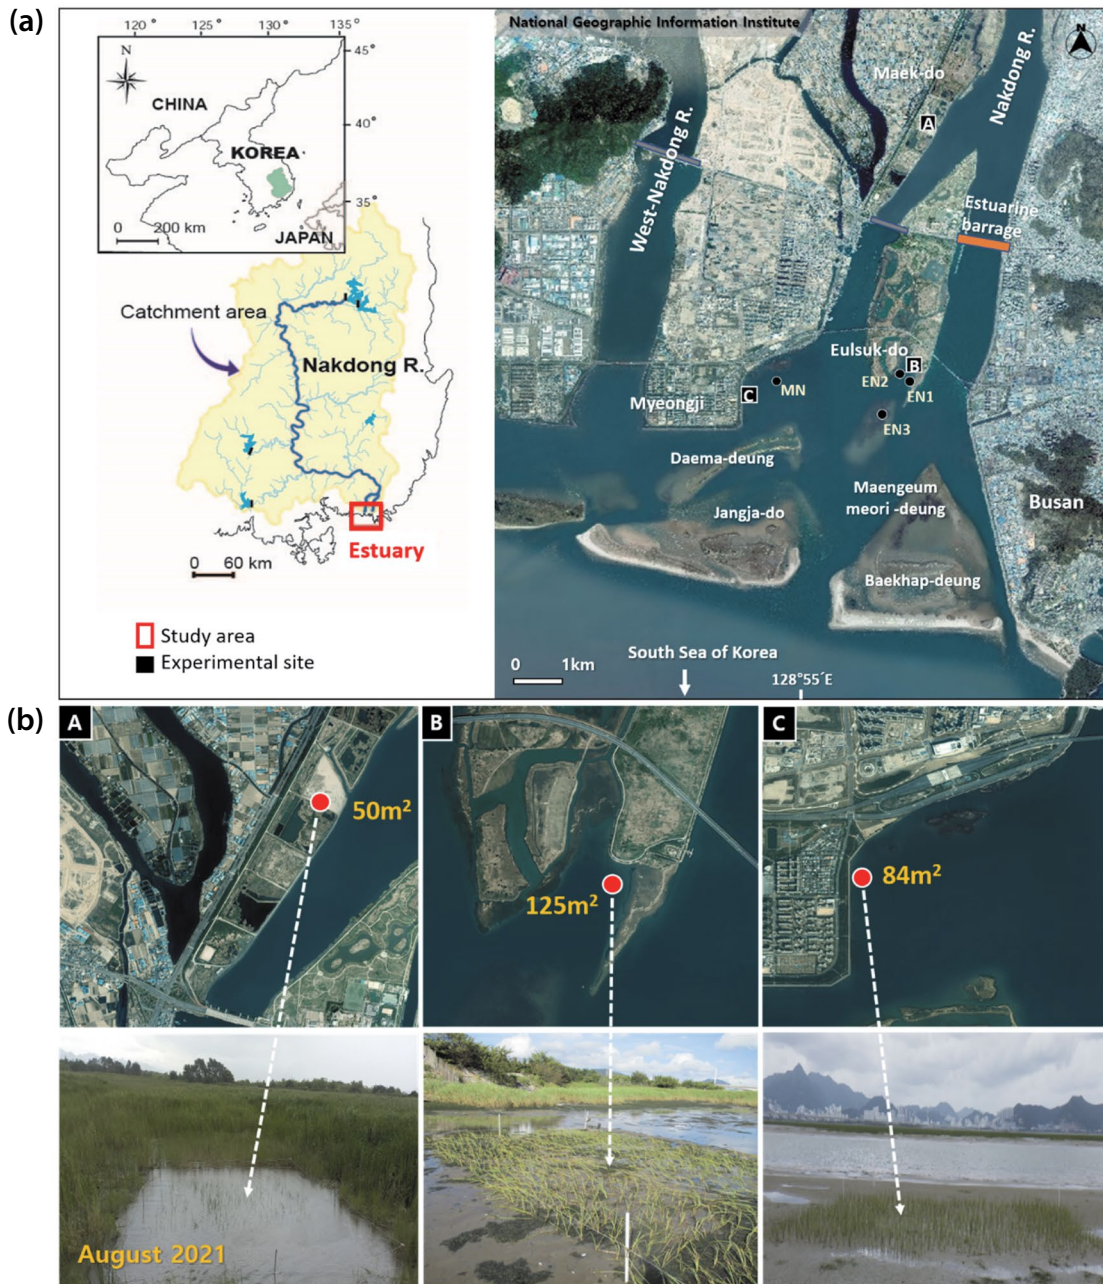 (a)
120° 125° 130° 135°
45°
N
CHINA
40°
KOREA
35°
0 200 km
JAPAN
Catchment area
Nakdong R.
Estuary
0 60 km
Study area
Experimental site
National Geographic Information Institute
N
Maek-do
Nakdong R.
A
West-Nakdong R.
Estuarine
barrage
Eulsuk-do
B
EN2
EN1
MN
C
Myeongji
EN3
Daema-deung
Maengeum
meori -deung
Jangja-do
Busan
Baekhap-deung
South Sea of Korea
0 1km
128°55´E
(b)
A
50m²
B
125m²
C
84m²
August 2021